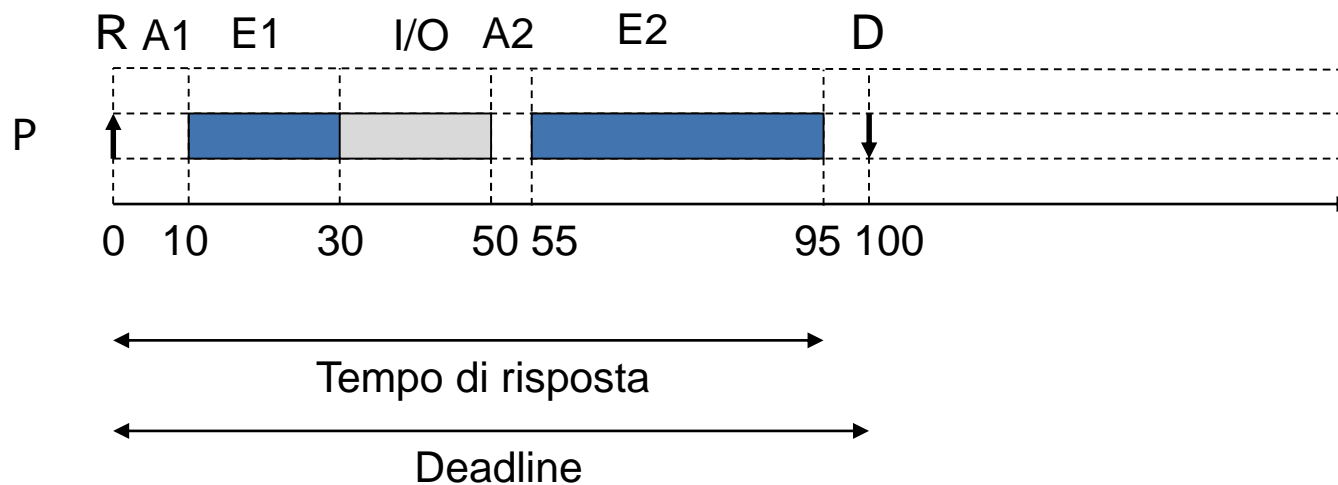 R A1 E1 I/O A2 E2 D
P
0 10 30 50 55 95 100
Tempo di risposta
Deadline